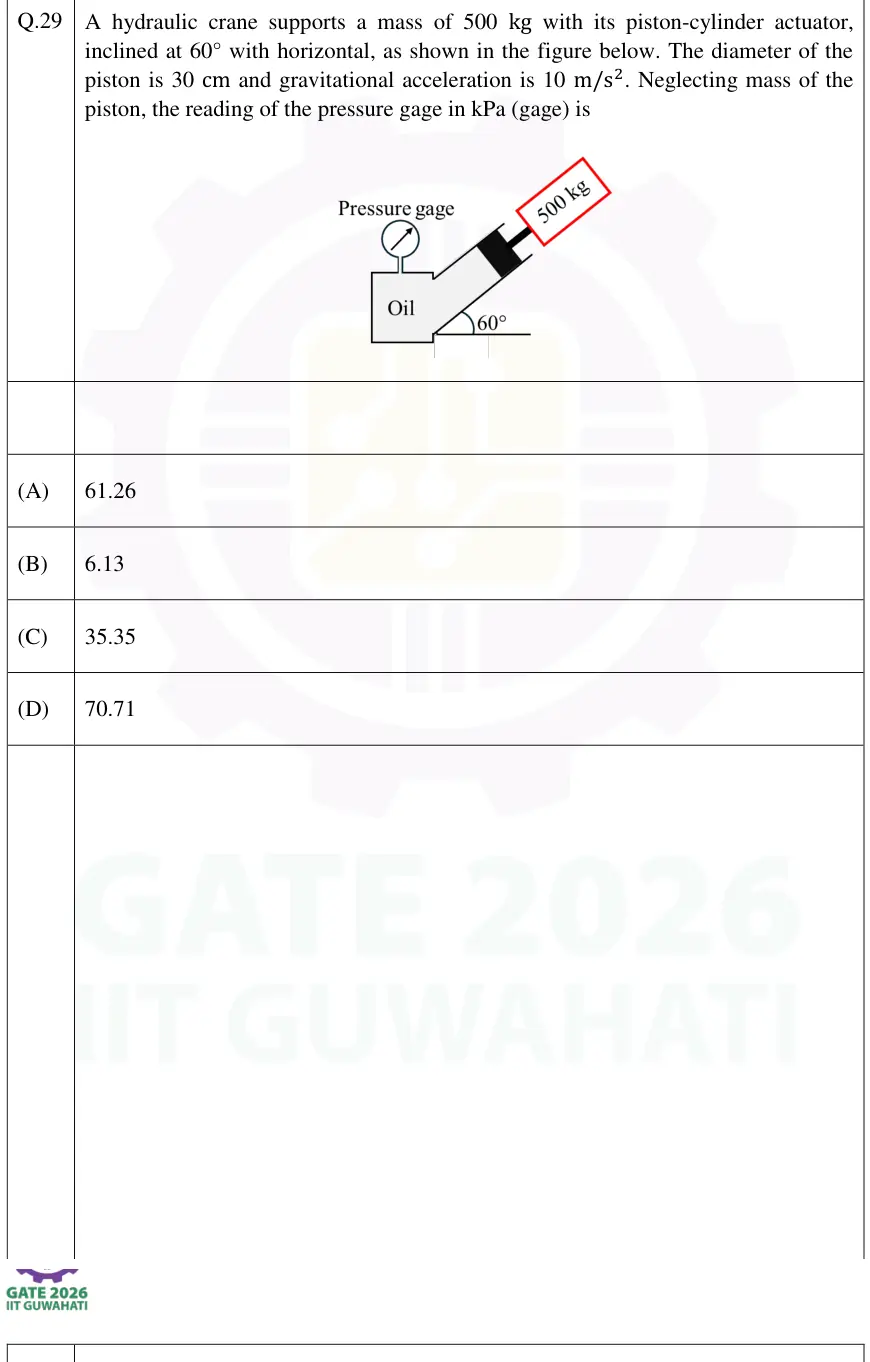 Q.29 A hydraulic crane supports a mass of 500 kg with its piston-cylinder actuator,
inclined at 60° with horizontal, as shown in the figure below. The diameter of the
piston is 30 cm and gravitational acceleration is 10 m/s². Neglecting mass of the
piston, the reading of the pressure gage in kPa (gage) is
Pressure gage
500 kg
Oil
60°
(A) 61.26
(B) 6.13
(C) 35.35
(D) 70.71
GATE 2026
IIT GUWAHATI
GATE 2026
IIT GUWAHATI